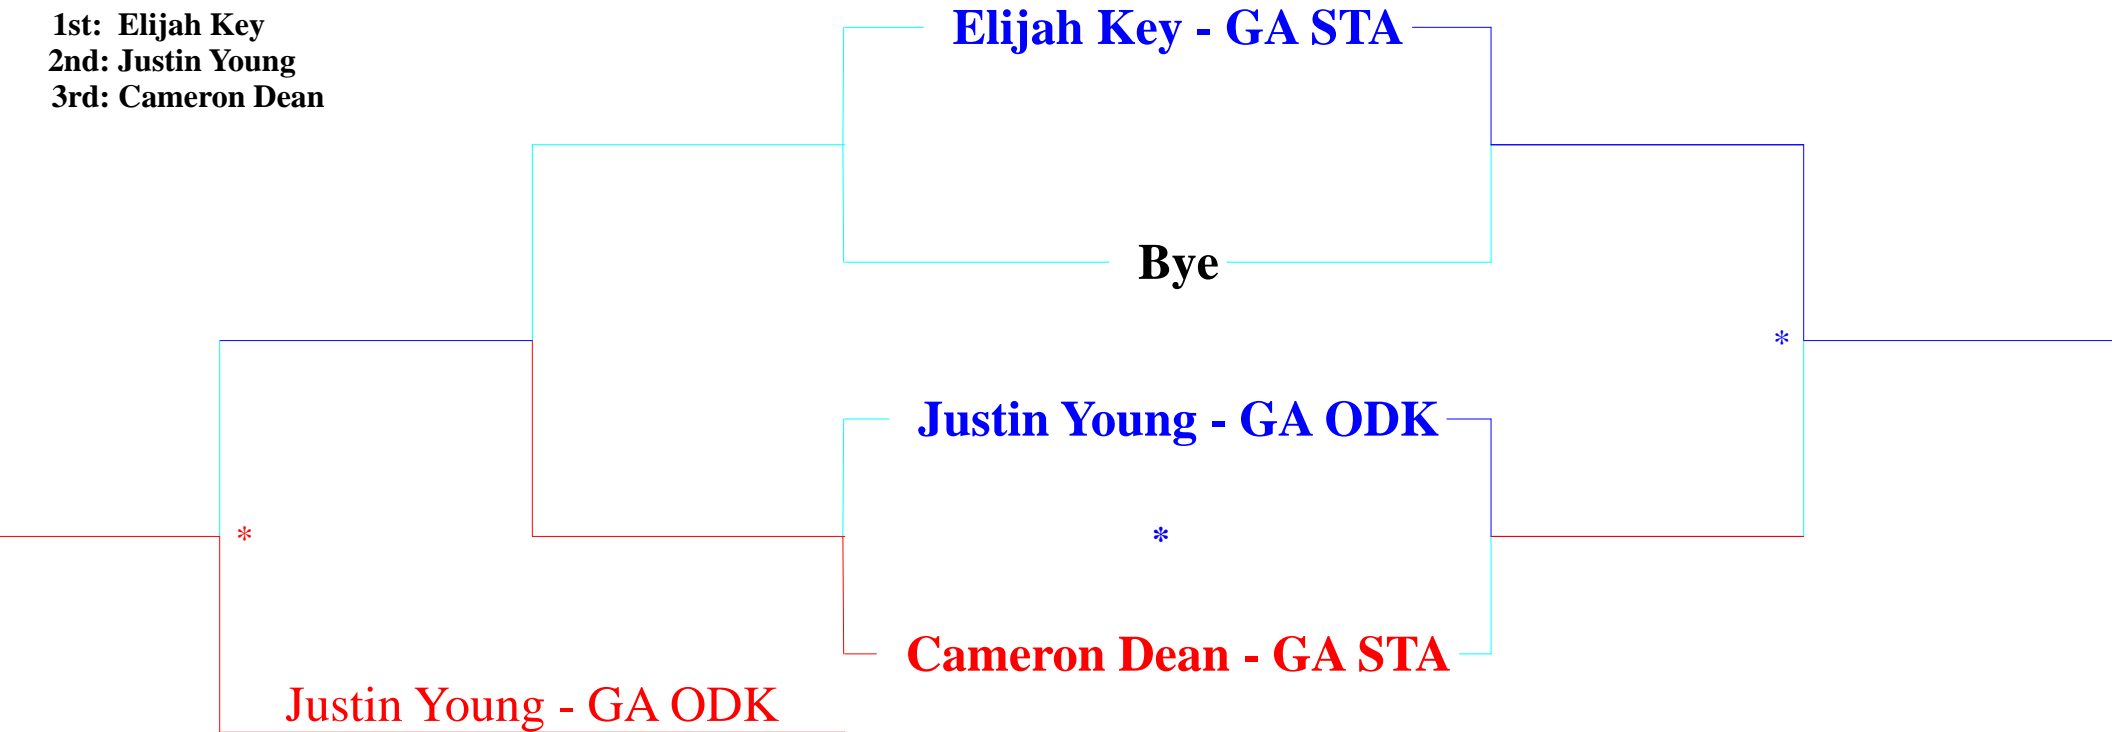 1st: Elijah Key
2nd: Justin Young
3rd: Cameron Dean
Elijah Key - GA STA
Bye
*
Justin Young - GA ODK
*
*
Cameron Dean - GA STA
Justin Young - GA ODK